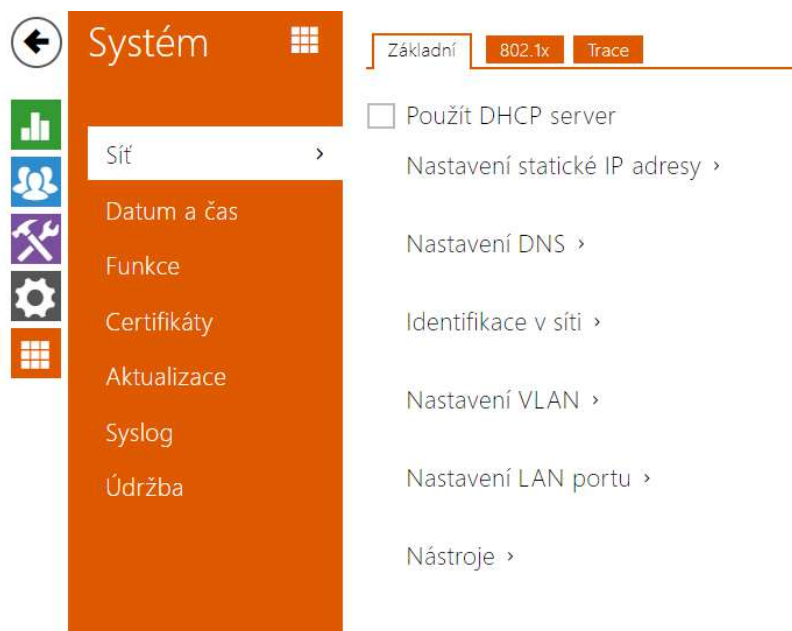 Systém
Síť
Datum a čas
Funkce
Certifikáty
Aktualizace
Syslog
Údržba
Základní 802.1x Trace
Použít DHCP server
Nastavení statické IP adresy
Nastavení DNS
Identifikace v síti
Nastavení VLAN
Nastavení LAN portu
Nástroje